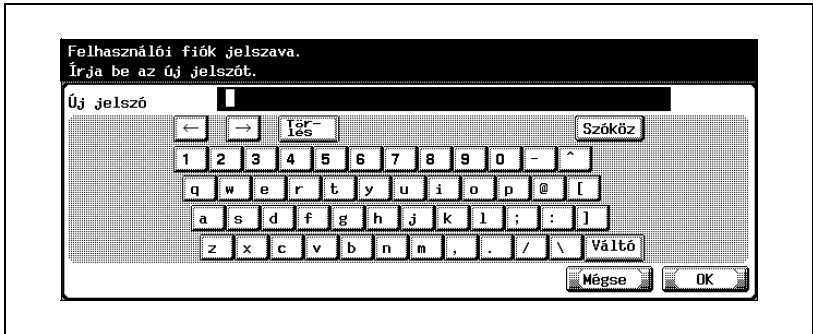 Felhasználói fiók jelszava.
Írja be az új jelszót.
Új jelszó
← → Tör-
lés Szóköz
1 2 3 4 5 6 7 8 9 0 - ^
q w e r t y u i o p @ [
a s d f g h j k l ; : ]
z x c v b n m , . / \ Váltó
Mégse OK